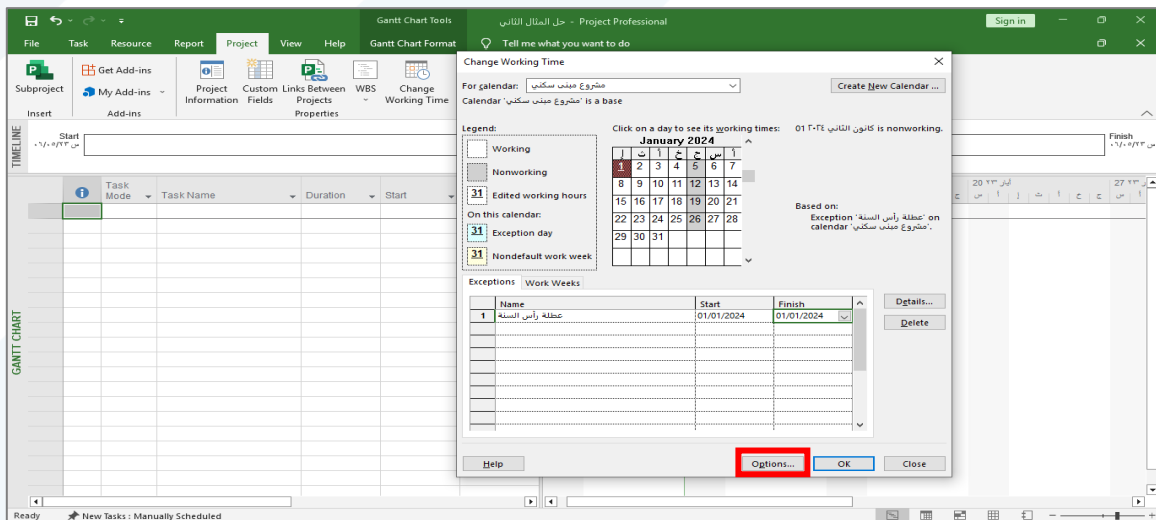 Gantt Chart Tools
حل المثال الثاني - Project Professional
Sign in
File Task Resource Report Project View Help Gantt Chart Format Tell me what you want to do
Subproject
Get Add-ins
My Add-ins
Project Information
Custom Fields
Links Between Projects
WBS
Change Working Time
Insert
Add-ins
Properties
TIMELINE
Start
Finish
Task Mode
Task Name
Duration
Start
GANTT CHART
Change Working Time
For calendar: مشروع مبنى سكني
Create New Calendar ...
Calendar 'مشروع مبنى سكني' is a base
Legend:
Working
Nonworking
31 Edited working hours
On this calendar:
31 Exception day
31 Nondefault work week
Click on a day to see its working times:
January 2024
1 2 3 4 5 6 7
8 9 10 11 12 13 14
15 16 17 18 19 20 21
22 23 24 25 26 27 28
29 30 31
01 كانون الثاني ٢٠٢٤ is nonworking.
Based on:
Exception 'عطلة رأس السنة' on calendar 'مشروع مبنى سكني'.
Exceptions Work Weeks
Name Start Finish
1 عطلة رأس السنة 01/01/2024 01/01/2024
Details...
Delete
Help
Options...
OK
Close
Ready
New Tasks : Manually Scheduled